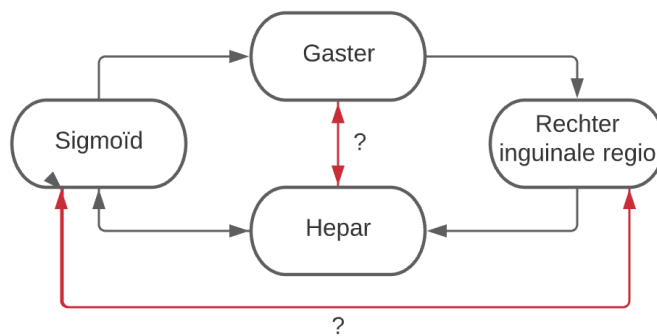 Gaster
Sigmoïd
Rechter
inguinale regio
?
Hepar
?